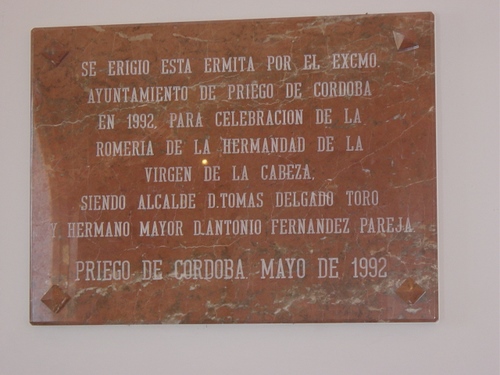 SE ERIGIO ESTA ERMITA POR EL EXCMO.
AYUNTAMIENTO DE PRIEGO DE CORDOBA
EN 1992, PARA CELEBRACION DE LA
ROMERIA DE LA HERMANDAD DE LA
VIRGEN DE LA CABEZA,
SIENDO ALCALDE D.TOMAS DELGADO TORO
Y HERMANO MAYOR D.ANTONIO FERNANDEZ PAREJA
PRIEGO DE CORDOBA MAYO DE 1992